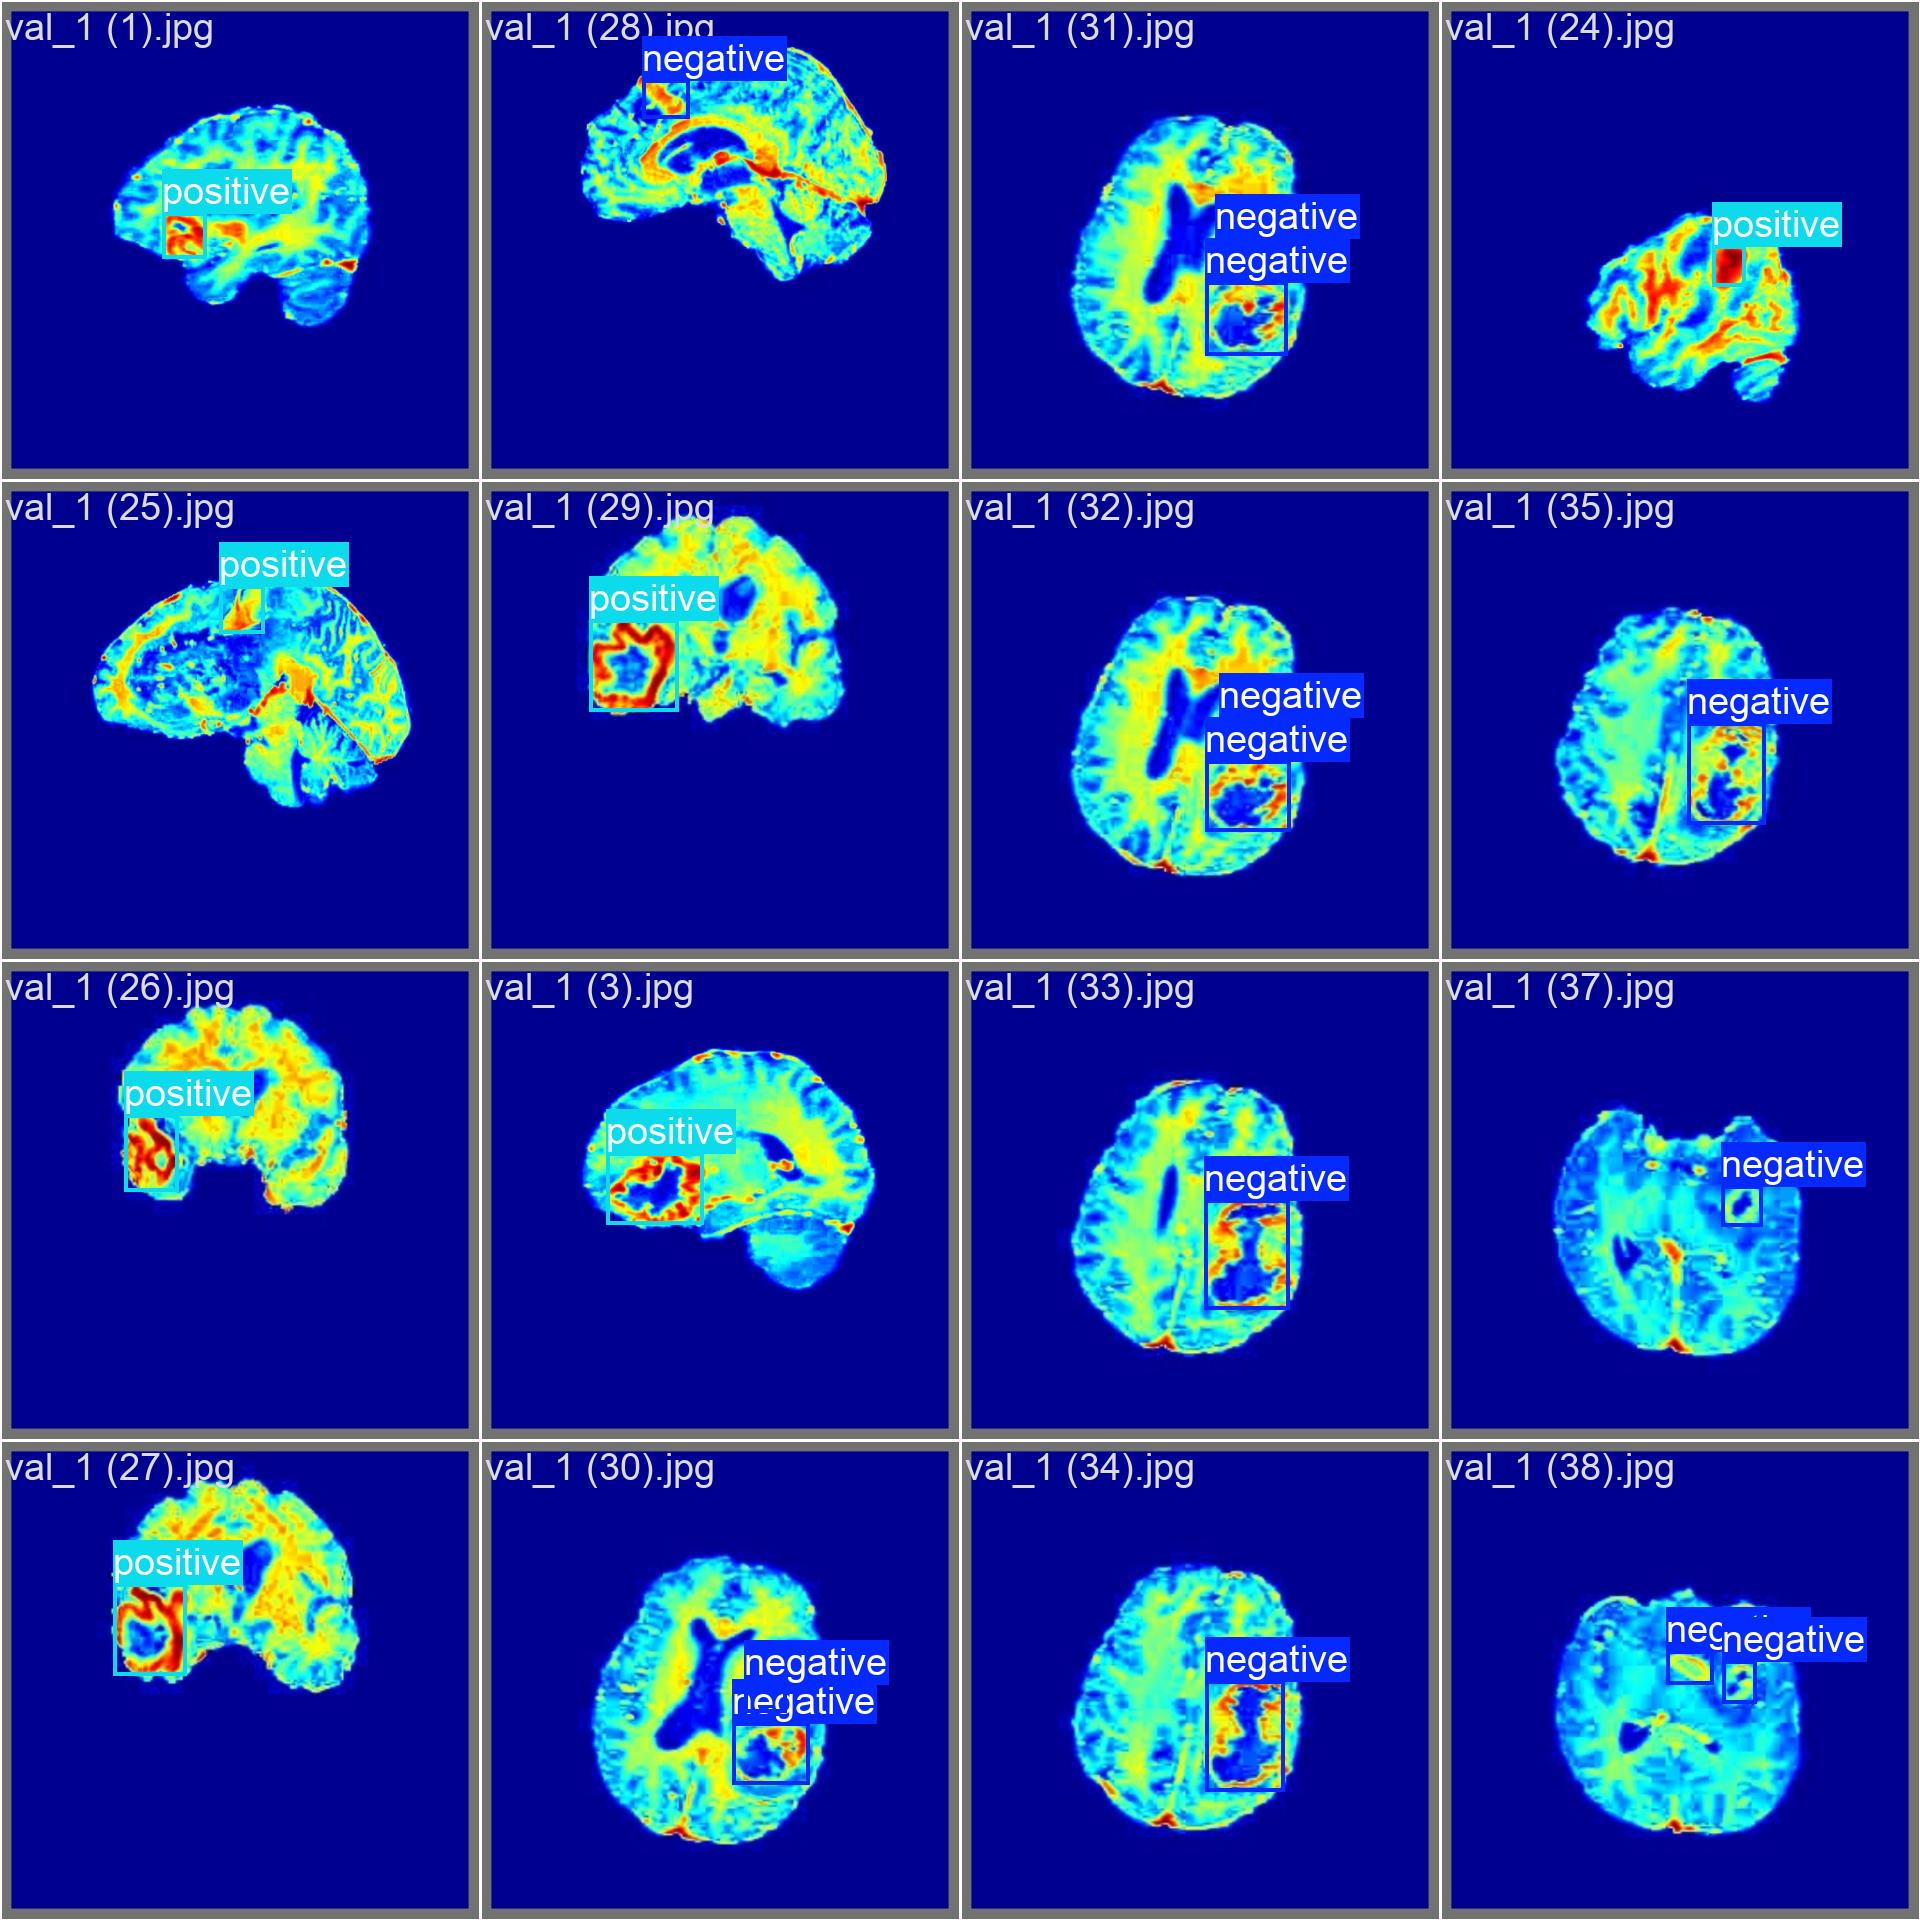 val_1 (1).jpg
positive
val_1 (28).jpg
negative
val_1 (31).jpg
negative
negative
val_1 (24).jpg
positive
val_1 (25).jpg
positive
val_1 (29).jpg
positive
val_1 (32).jpg
negative
negative
val_1 (35).jpg
negative
val_1 (26).jpg
positive
val_1 (3).jpg
positive
val_1 (33).jpg
negative
val_1 (37).jpg
negative
val_1 (27).jpg
positive
val_1 (30).jpg
negative
negative
val_1 (34).jpg
negative
val_1 (38).jpg
neg
negative